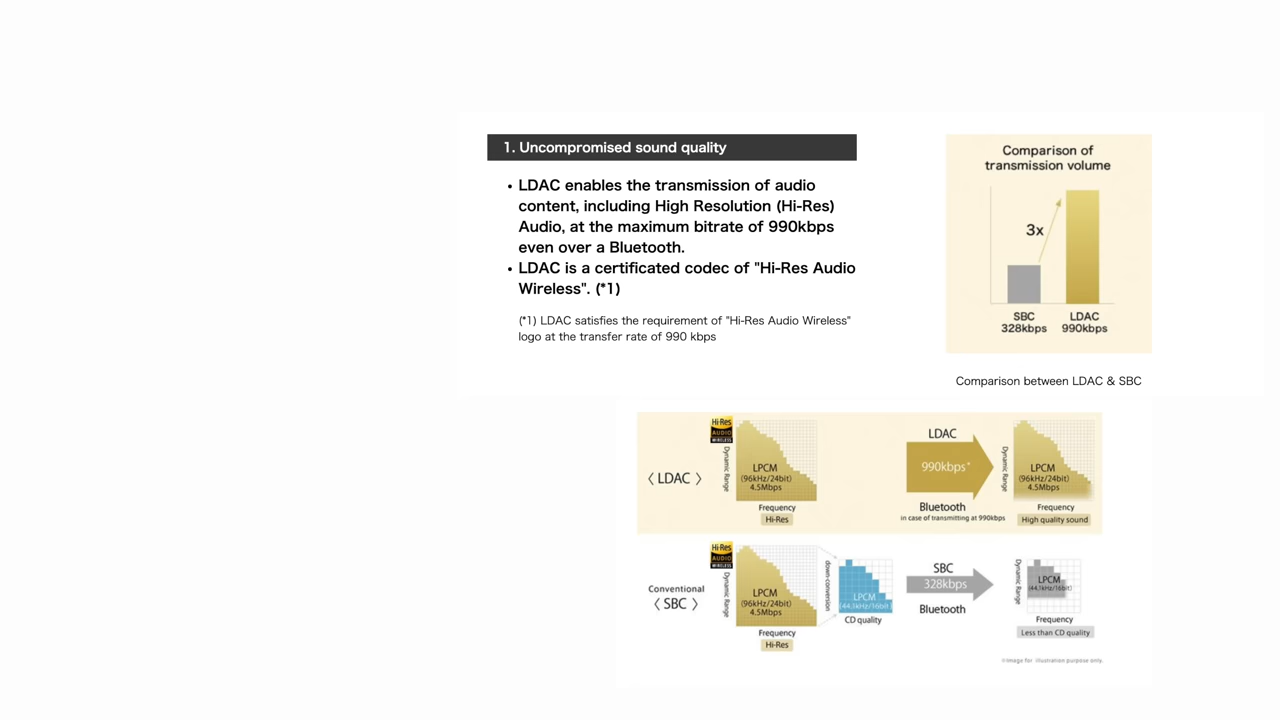 1. Uncompromised sound quality
• LDAC enables the transmission of audio
content, including High Resolution (Hi-Res)
Audio, at the maximum bitrate of 990kbps
even over a Bluetooth.
• LDAC is a certificated codec of "Hi-Res Audio
Wireless". (*1)
(*1) LDAC satisfies the requirement of "Hi-Res Audio Wireless"
logo at the transfer rate of 990 kbps
Comparison of
transmission volume
3x
SBC
328kbps
LDAC
990kbps
Comparison between LDAC & SBC
〈 LDAC 〉
Hi-Res
AUDIO
WIRELESS
Dynamic Range
LPCM
(96kHz/24bit)
4.5Mbps
Frequency
Hi-Res
LDAC
990kbps*
Bluetooth
in case of transmitting at 990kbps
Dynamic Range
LPCM
(96kHz/24bit)
4.5Mbps
Frequency
High quality sound
Conventional
〈 SBC 〉
Hi-Res
AUDIO
WIRELESS
Dynamic Range
LPCM
(96kHz/24bit)
4.5Mbps
Frequency
Hi-Res
down-conversion
LPCM
(44.1kHz/16bit)
CD quality
SBC
328kbps
Bluetooth
Dynamic Range
LPCM
(44.1kHz/16bit)
Frequency
Less than CD quality
※Image for illustration purpose only.